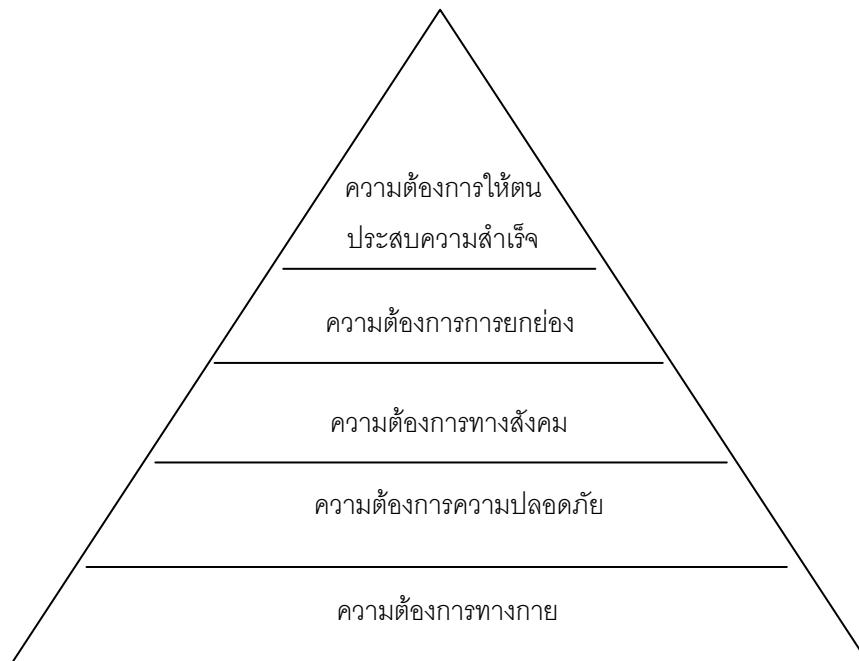 ความต้องการให้ตน
ประสบความสำเร็จ
ความต้องการการยกย่อง
ความต้องการทางสังคม
ความต้องการความปลอดภัย
ความต้องการทางกาย